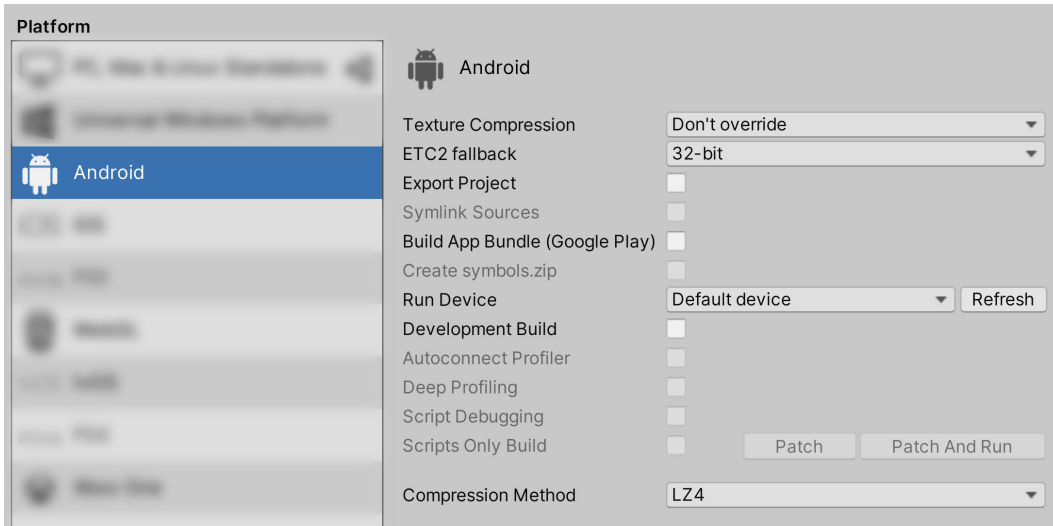 Platform
Android
Android
Texture Compression Don't override
ETC2 fallback 32-bit
Export Project
Symlink Sources
Build App Bundle (Google Play)
Create symbols.zip
Run Device Default device Refresh
Development Build
Autoconnect Profiler
Deep Profiling
Script Debugging
Scripts Only Build Patch Patch And Run
Compression Method LZ4